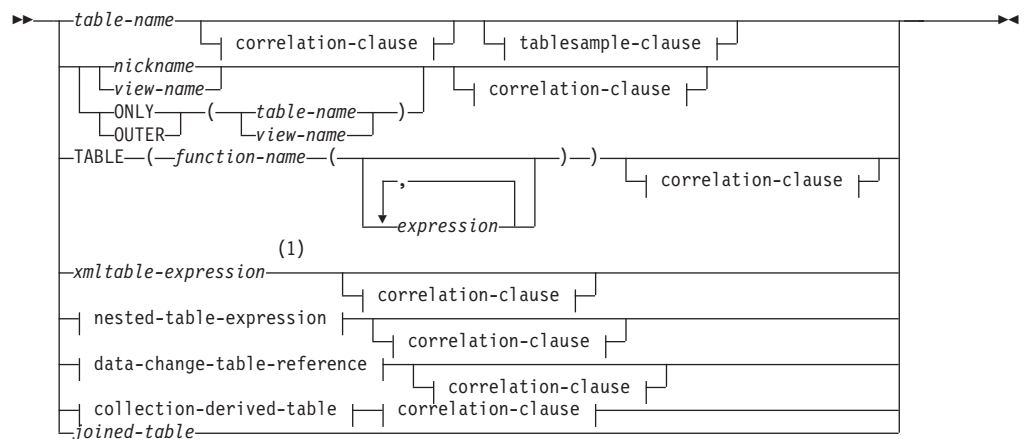 table-name
correlation-clause tablesample-clause
nickname
view-name correlation-clause
ONLY ( table-name )
OUTER view-name
TABLE ( function-name ( ) )
correlation-clause
,
expression
(1)
xmltable-expression
correlation-clause
nested-table-expression
correlation-clause
data-change-table-reference
correlation-clause
collection-derived-table correlation-clause
joined-table